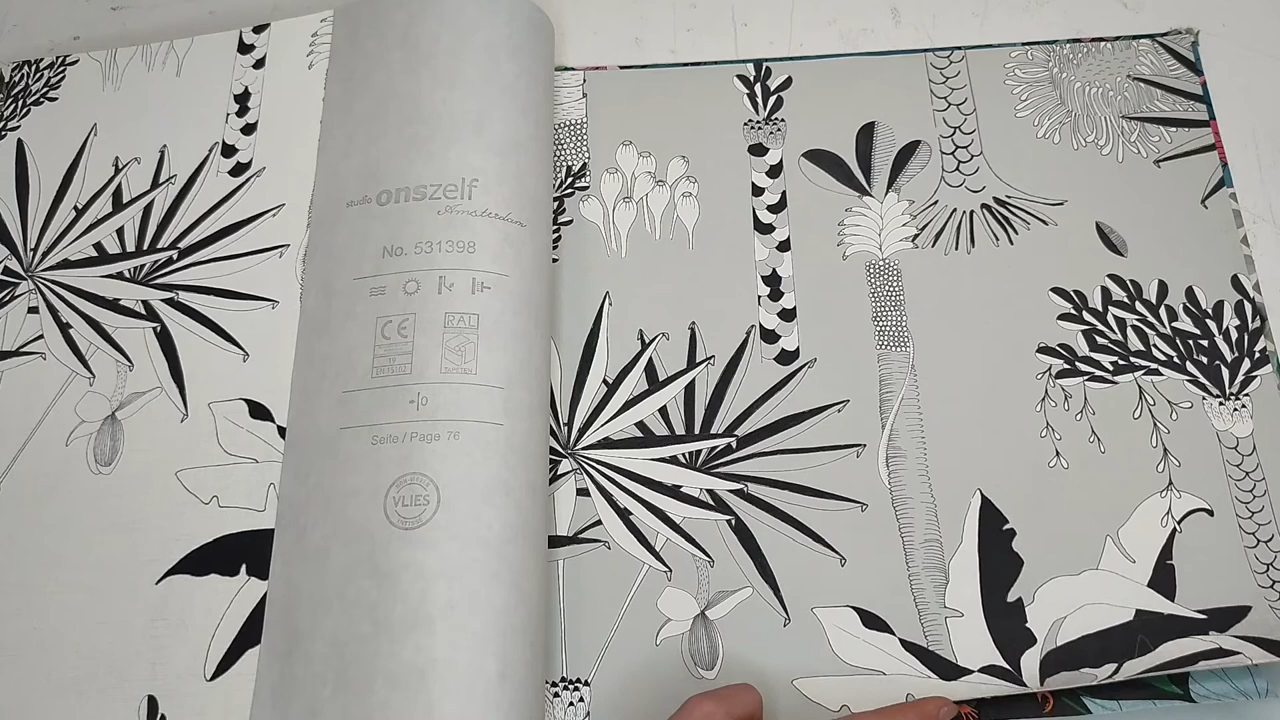 studio onszelf
Amsterdam
No. 531398
CE
19
EN 15102
RAL
TAPETEN
Seite / Page 76
VLIES